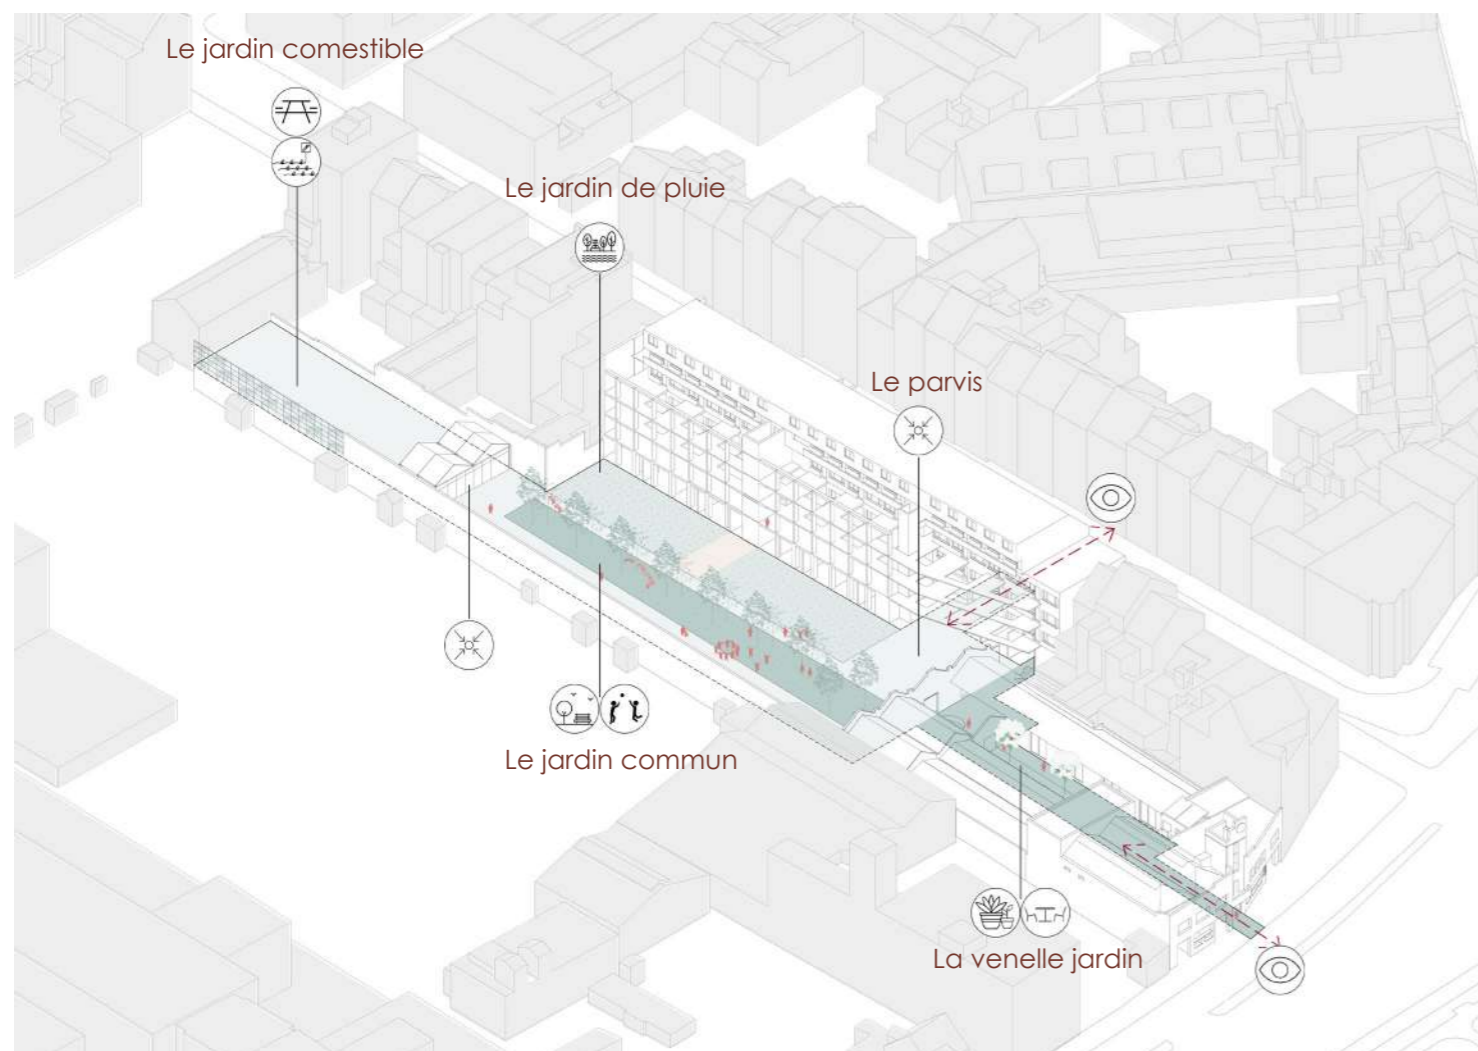 Le jardin comestible
Le jardin de pluie
Le parvis
Le jardin commun
La venelle jardin